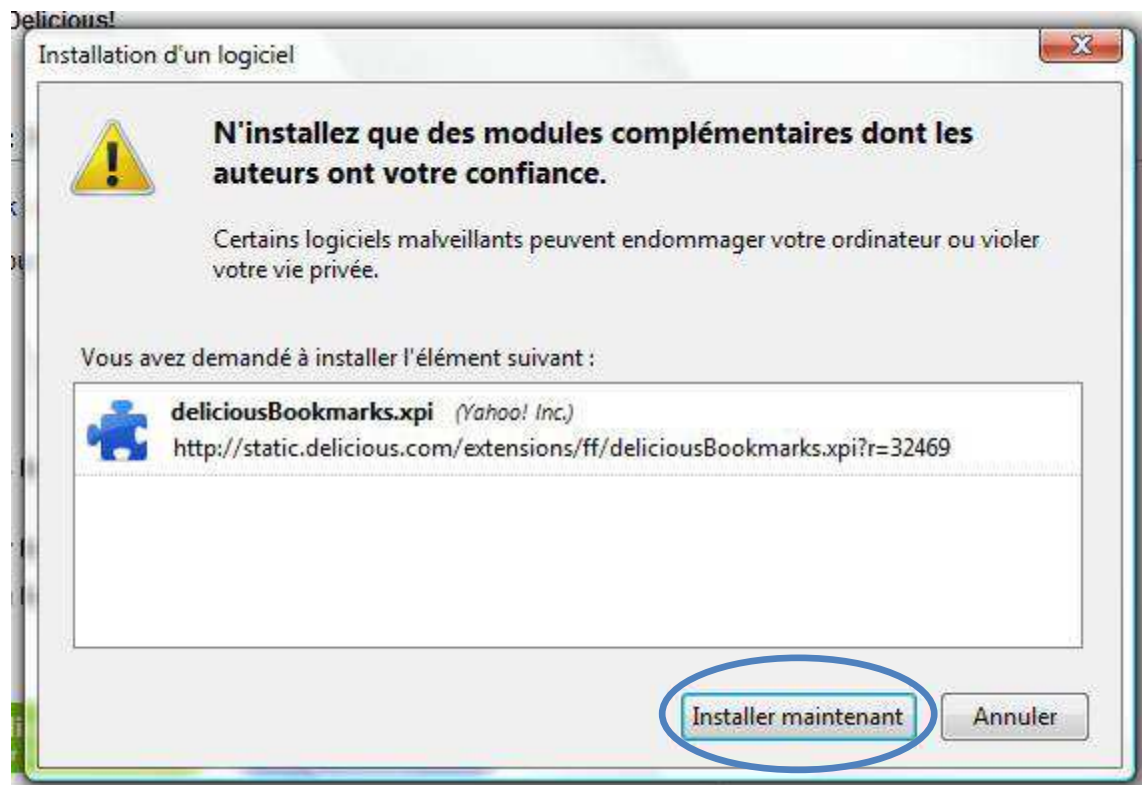 Delicious!
Installation d'un logiciel
N'installez que des modules complémentaires dont les
auteurs ont votre confiance.
Certains logiciels malveillants peuvent endommager votre ordinateur ou violer
votre vie privée.
Vous avez demandé à installer l'élément suivant :
deliciousBookmarks.xpi (Yahoo! Inc.)
http://static.delicious.com/extensions/ff/deliciousBookmarks.xpi?r=32469
Installer maintenant Annuler